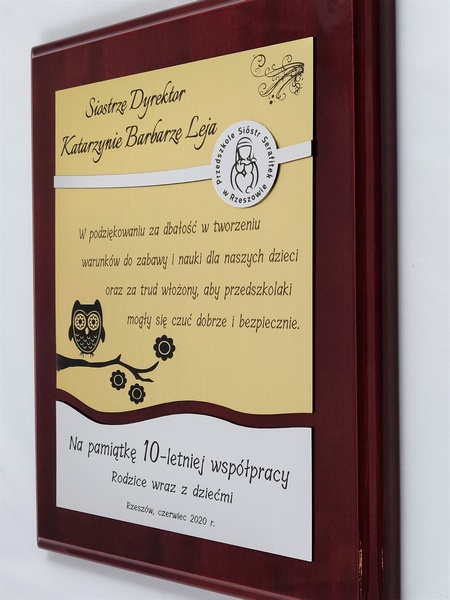 Siostrze Dyrektor
Katarzynie Barbarze Leja
Przedszkole Sióstr Serafitek
w Rzeszowie
W podziękowaniu za dbałość w tworzeniu
warunków do zabawy i nauki dla naszych dzieci
oraz za trud włożony, aby przedszkolaki
mogły się czuć dobrze i bezpiecznie.
Na pamiątkę 10-letniej współpracy
Rodzice wraz z dziećmi
Rzeszów, czerwiec 2020 r.